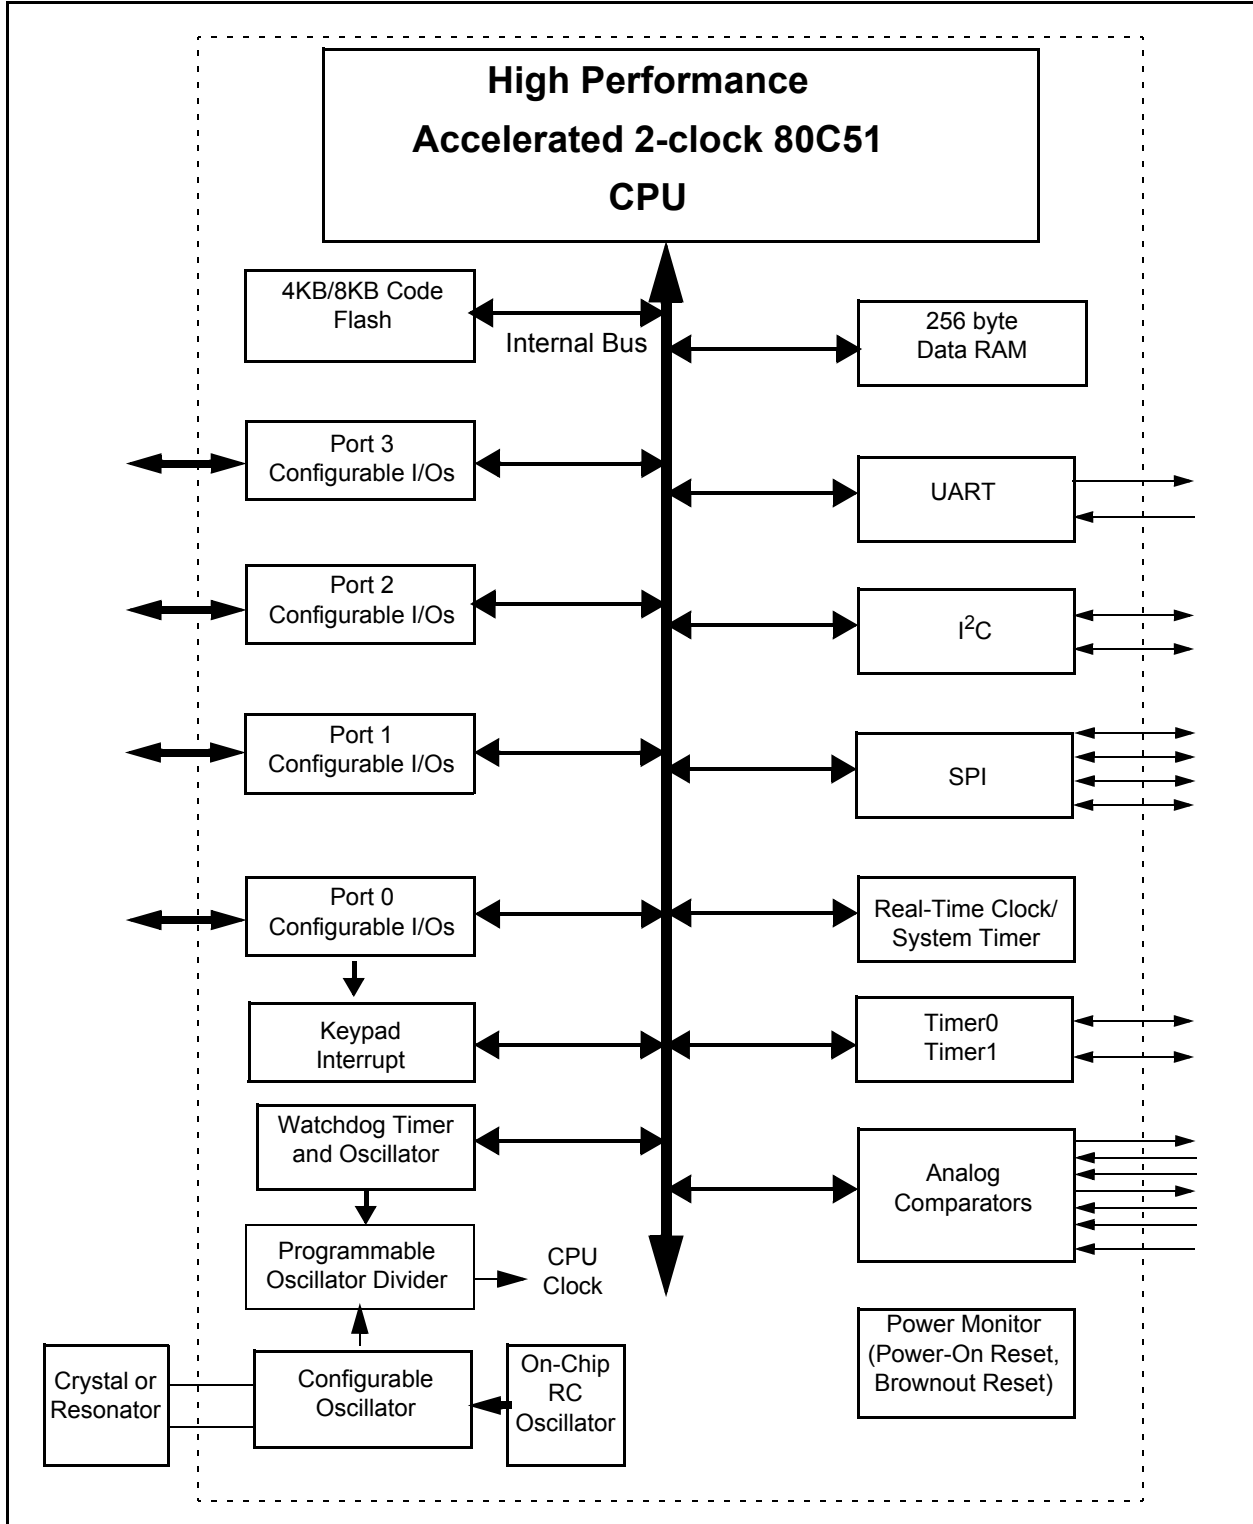 High Performance
Accelerated 2-clock 80C51
CPU
4KB/8KB Code
Flash
Internal Bus
256 byte
Data RAM
Port 3
Configurable I/Os
UART
Port 2
Configurable I/Os
I²C
Port 1
Configurable I/Os
SPI
Port 0
Configurable I/Os
Real-Time Clock/
System Timer
Keypad
Interrupt
Timer0
Timer1
Watchdog Timer
and Oscillator
Analog
Comparators
Programmable
Oscillator Divider
CPU
Clock
Power Monitor
(Power-On Reset,
Brownout Reset)
Crystal or
Resonator
Configurable
Oscillator
On-Chip
RC
Oscillator